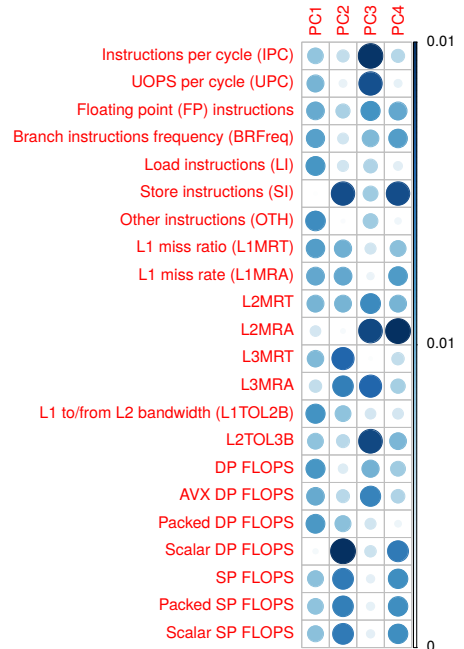 PC1 PC2 PC3 PC4
0.01
Instructions per cycle (IPC)
UOPS per cycle (UPC)
Floating point (FP) instructions
Branch instructions frequency (BRFreq)
Load instructions (LI)
Store instructions (SI)
Other instructions (OTH)
L1 miss ratio (L1MRT)
L1 miss rate (L1MRA)
L2MRT
L2MRA
0.01
L3MRT
L3MRA
L1 to/from L2 bandwidth (L1TOL2B)
L2TOL3B
DP FLOPS
AVX DP FLOPS
Packed DP FLOPS
Scalar DP FLOPS
SP FLOPS
Packed SP FLOPS
Scalar SP FLOPS
0